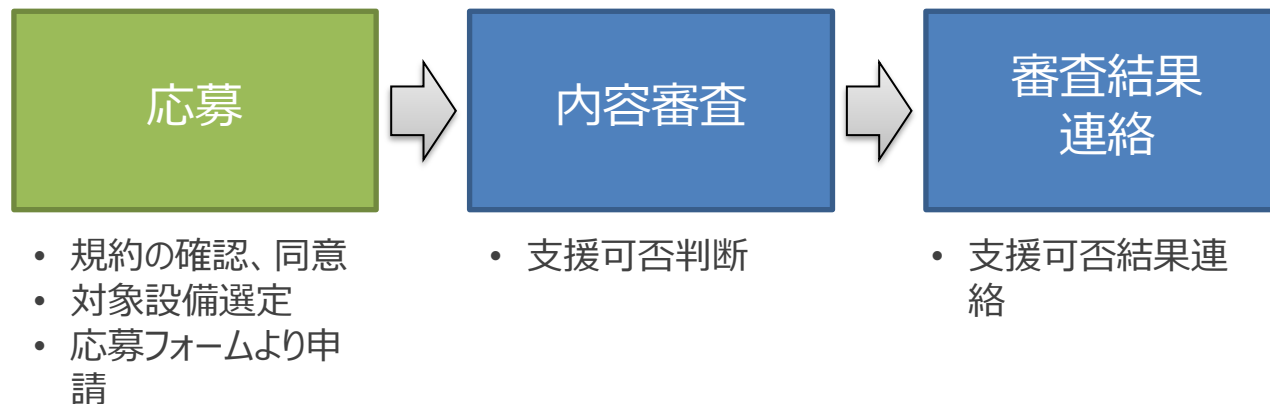 応募
内容審査
審査結果
連絡
• 規約の確認、同意
• 対象設備選定
• 応募フォームより申
請
• 支援可否判断
• 支援可否結果連
絡